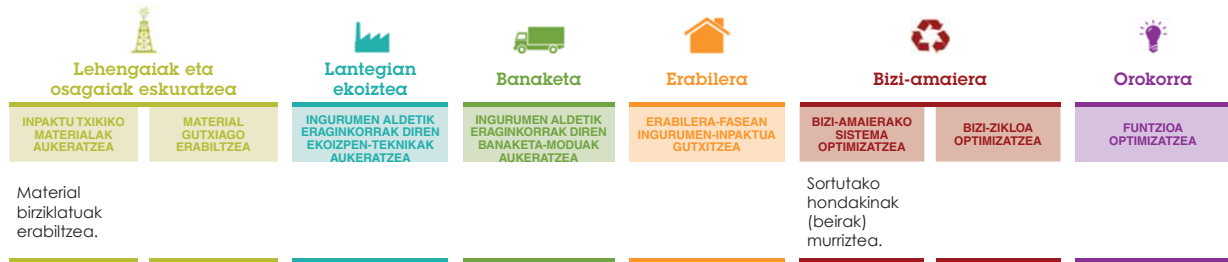 Lehengaiak eta
osagaiak eskuratzea
Lantegian
ekoiztea
Banaketa
Erabilera
Bizi-amaiera
Orokorra
INPAKTU TXIKIKO
MATERIALAK
AUKERATZEA
MATERIAL
GUTXIAGO
ERABILTZEA
INGURUMEN ALDETIK
ERAGINKORRAK DIREN
EKOIZPEN-TEKNIKAK
AUKERATZEA
INGURUMEN ALDETIK
ERAGINKORRAK DIREN
BANAKETA-MODUAK
AUKERATZEA
ERABILERA-FASEAN
INGURUMEN-INPAKTUA
GUTXITZEA
BIZI-AMAIERAKO
SISTEMA
OPTIMIZATZEA
BIZI-ZIKLOA
OPTIMIZATZEA
FUNTZIOA
OPTIMIZATZEA
Material
birziklatuak
erabiltzea.
Sortutako
hondakinak
(beirak)
murriztea.